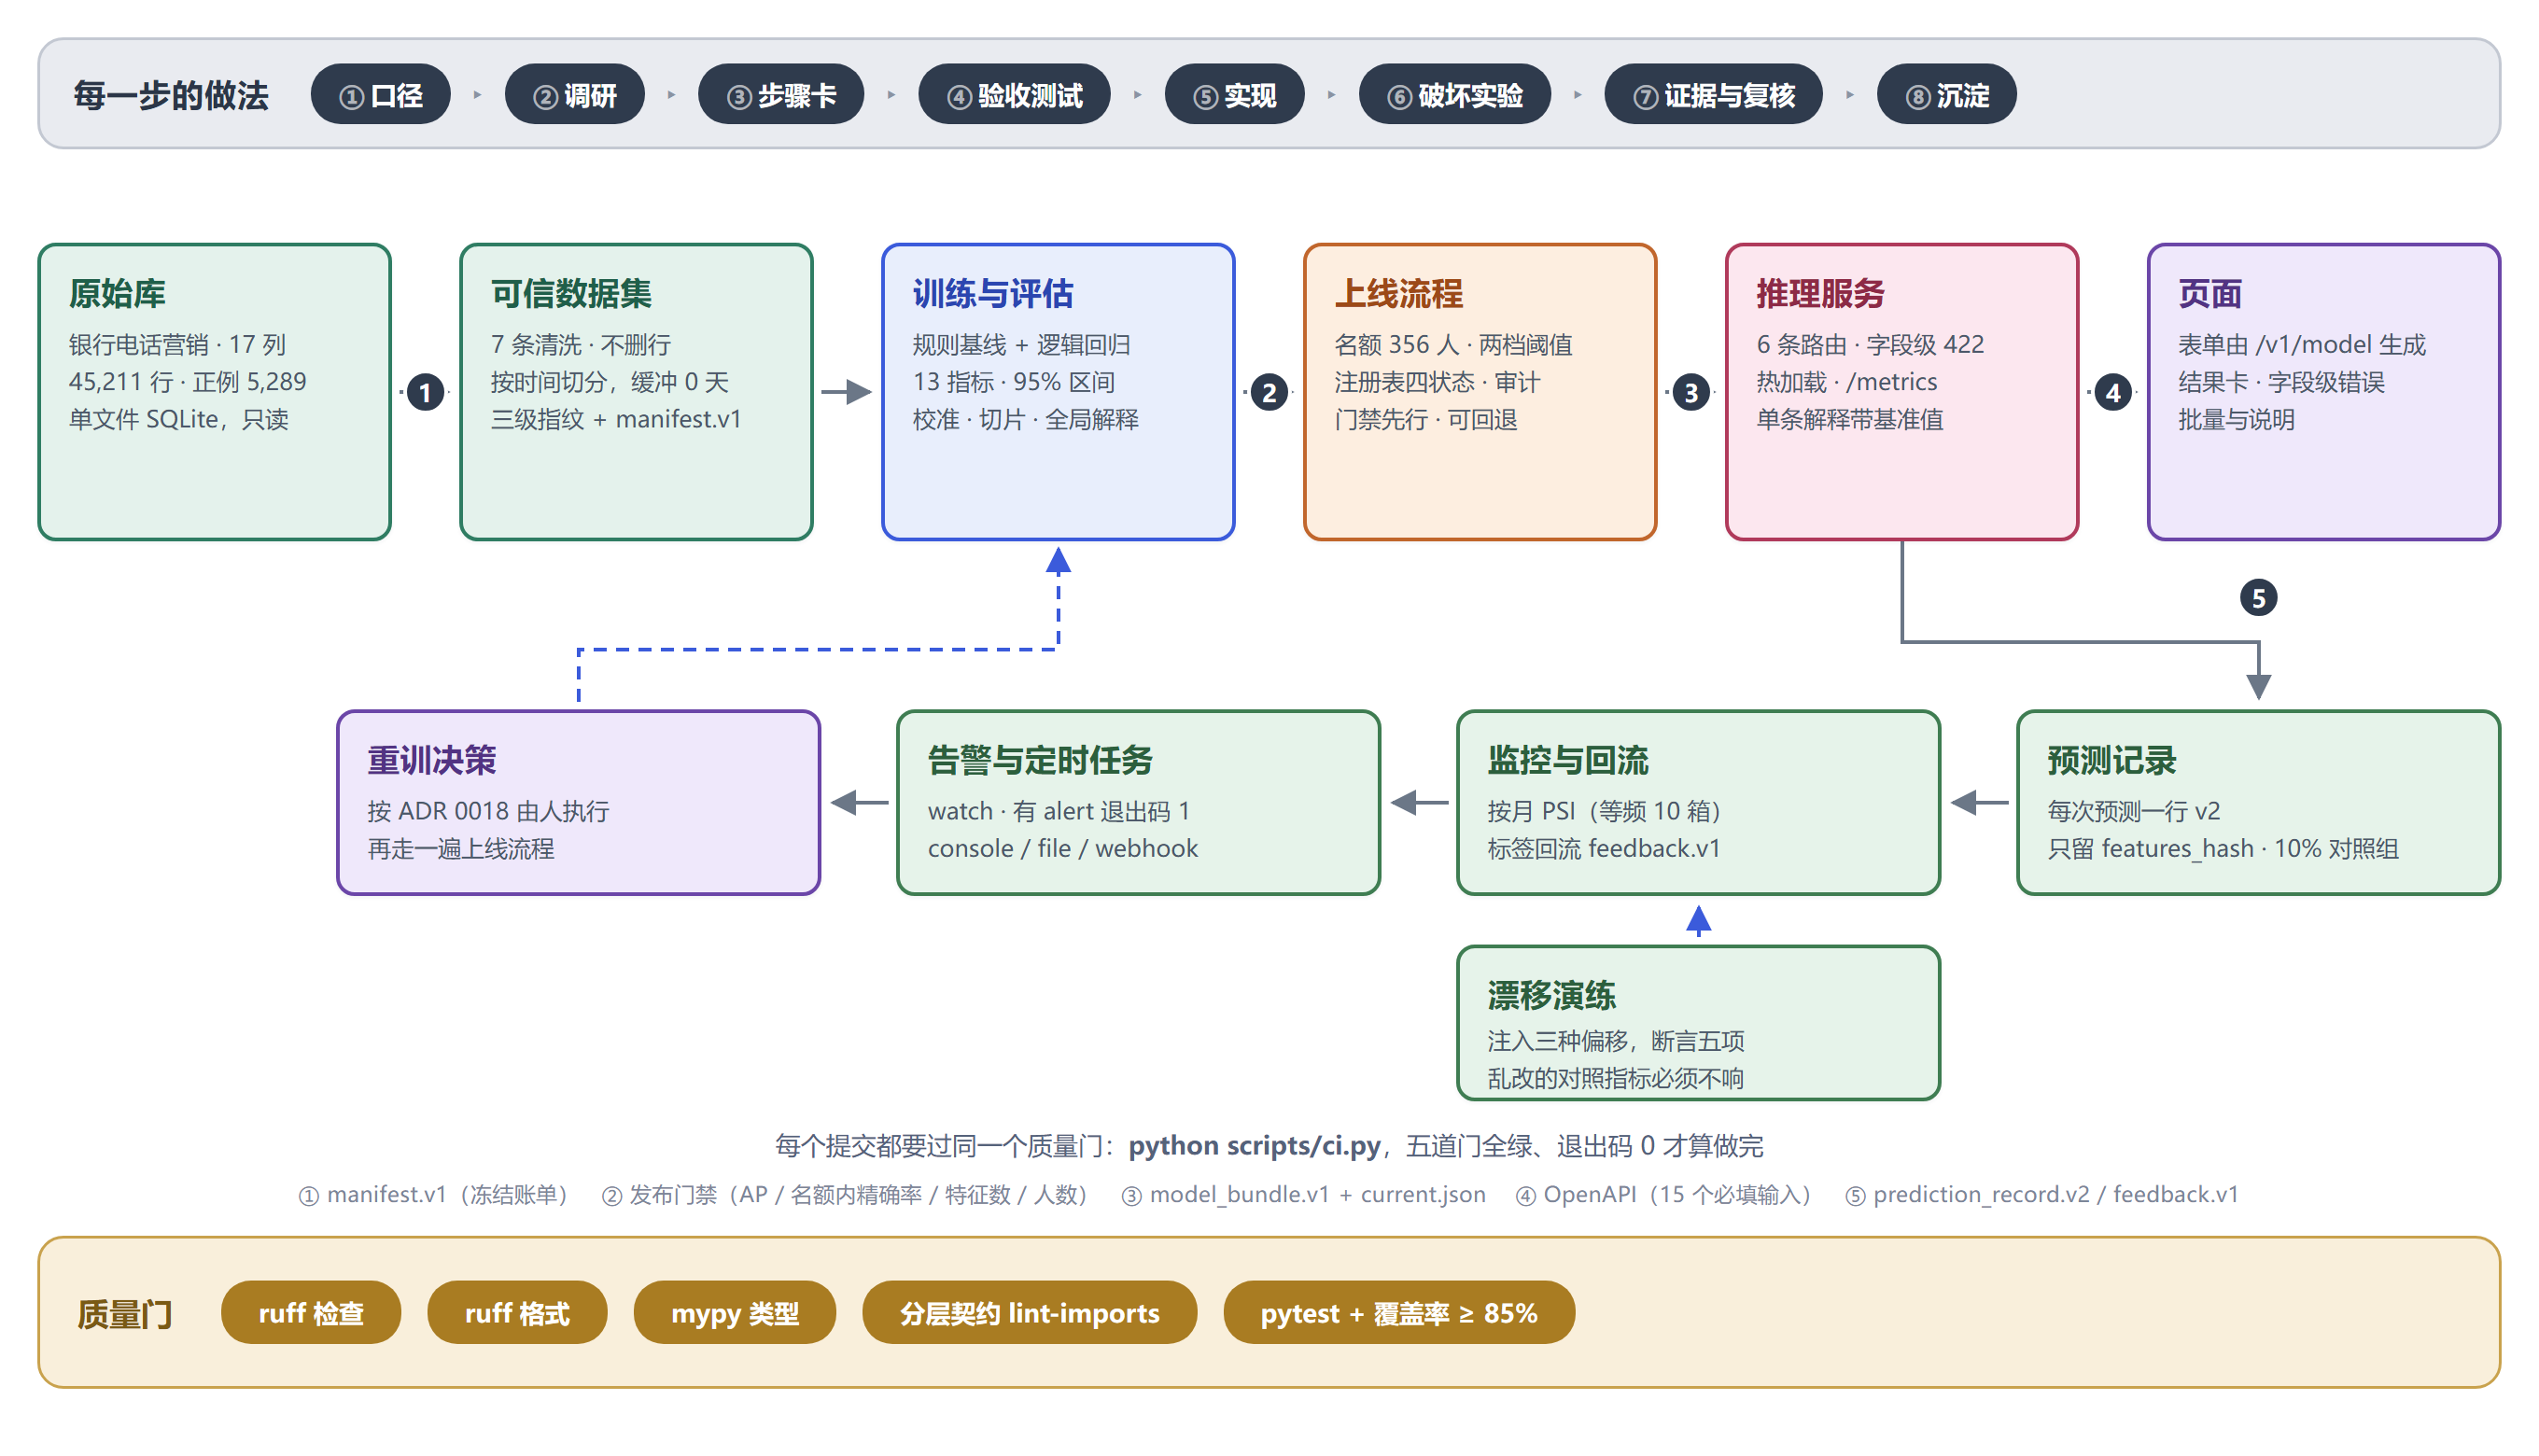 每一步的做法
①口径 ▸ ②调研 ▸ ③步骤卡 ▸ ④验收测试 ▸ ⑤实现 ▸ ⑥破坏实验 ▸ ⑦证据与复核 ▸ ⑧沉淀
原始库
银行电话营销 · 17 列
45,211 行 · 正例 5,289
单文件 SQLite，只读
1
可信数据集
7 条清洗 · 不删行
按时间切分，缓冲 0 天
三级指纹 + manifest.v1
训练与评估
规则基线 + 逻辑回归
13 指标 · 95% 区间
校准 · 切片 · 全局解释
2
上线流程
名额 356 人 · 两档阈值
注册表四状态 · 审计
门禁先行 · 可回退
3
推理服务
6 条路由 · 字段级 422
热加载 · /metrics
单条解释带基准值
4
页面
表单由 /v1/model 生成
结果卡 · 字段级错误
批量与说明
5
重训决策
按 ADR 0018 由人执行
再走一遍上线流程
告警与定时任务
watch · 有 alert 退出码 1
console / file / webhook
监控与回流
按月 PSI（等频 10 箱）
标签回流 feedback.v1
预测记录
每次预测一行 v2
只留 features_hash · 10% 对照组
漂移演练
注入三种偏移，断言五项
乱改的对照指标必须不响
每个提交都要过同一个质量门：python scripts/ci.py，五道门全绿、退出码 0 才算做完
① manifest.v1（冻结账单） ② 发布门禁（AP / 名额内精确率 / 特征数 / 人数） ③ model_bundle.v1 + current.json ④ OpenAPI（15 个必填输入） ⑤ prediction_record.v2 / feedback.v1
质量门
ruff 检查
ruff 格式
mypy 类型
分层契约 lint-imports
pytest + 覆盖率 ≥ 85%